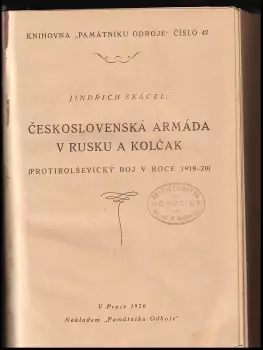 KNIHOVNA „PAMÁTNÍKU ODBOJE" ČÍSLO 47
JINDŘICH SKÁCEL:
ČESKOSLOVENSKÁ ARMÁDA
V RUSKU A KOLČAK
(PROTIBOLŠEVICKÝ BOJ V ROCE 1918-20)
V Praze 1926
Nákladem „Památníku Odboje"